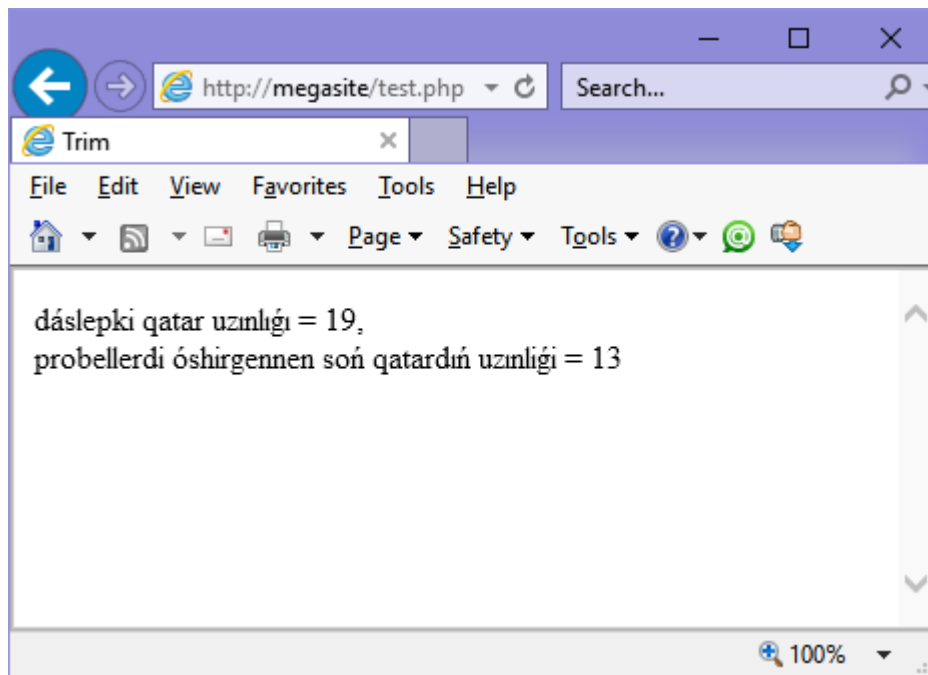 http://megasite/test.php
Search...
Trim
File Edit View Favorites Tools Help
Page Safety Tools
dáslepki qatar uzınlıǵı = 19,
probellerdi óshirgennen soń qatardıń uzınliǵi = 13
100%